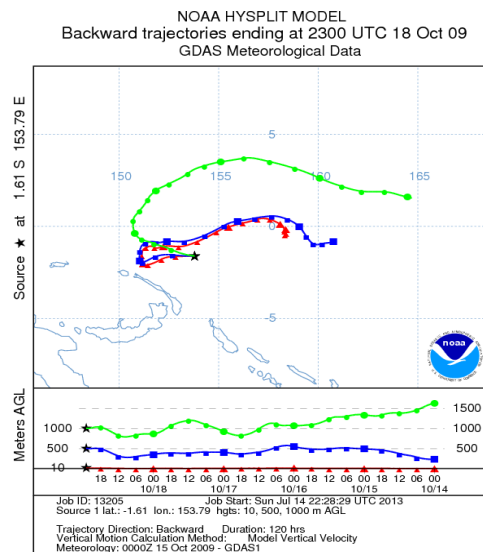 NOAA HYSPLIT MODEL
Backward trajectories ending at 2300 UTC 18 Oct 09
GDAS Meteorological Data
Source ★ at 1.61 S 153.79 E
150 155 160 165
5
0
-5
noaa
Meters AGL
1500
1000 1000
500 500
10
18 12 06 00 18 12 06 00 18 12 06 00 18 12 06 00 18 12 06 00
10/18 10/17 10/16 10/15 10/14
Job ID: 13205 Job Start: Sun Jul 14 22:28:29 UTC 2013
Source 1 lat.: -1.61 lon.: 153.79 hgts: 10, 500, 1000 m AGL
Trajectory Direction: Backward Duration: 120 hrs
Vertical Motion Calculation Method: Model Vertical Velocity
Meteorology: 0000Z 15 Oct 2009 - GDAS1